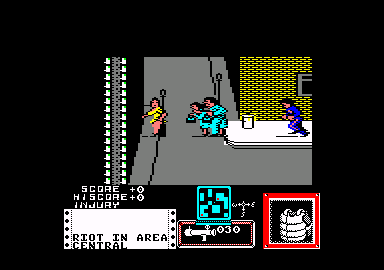 SCORE +0
HISCORE+0
INJURY
RIOT IN AREA
CENTRAL
030